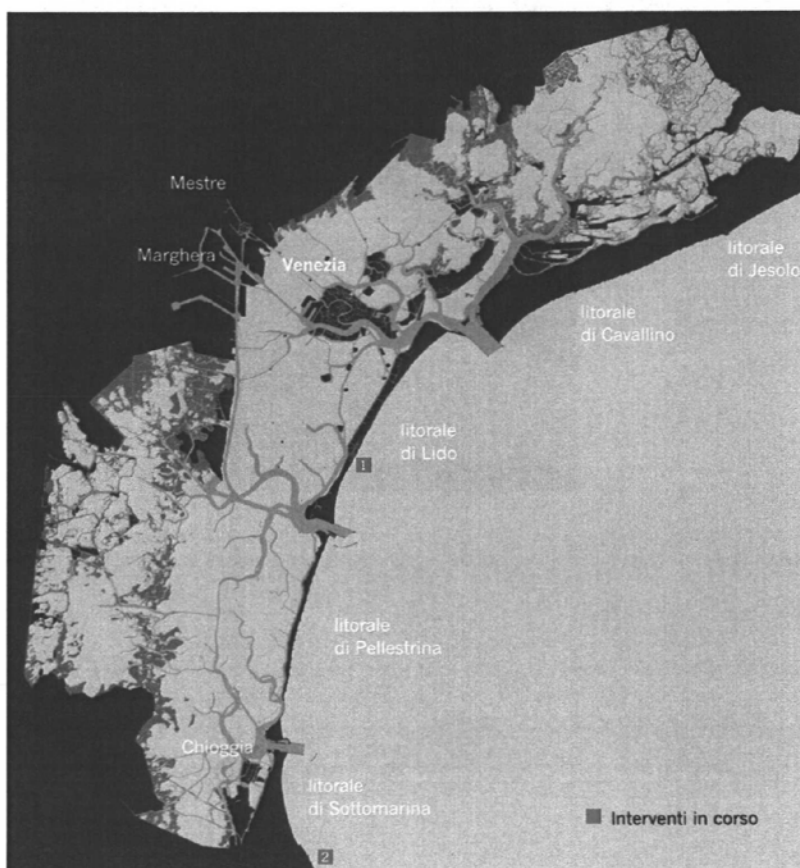 Mestre
Marghera
Venezia
litorale
di Jesolo
litorale
di Cavallino
litorale
di Lido
1
litorale
di Pellestrina
Chioggia
litorale
di Sottomarina
Interventi in corso
2